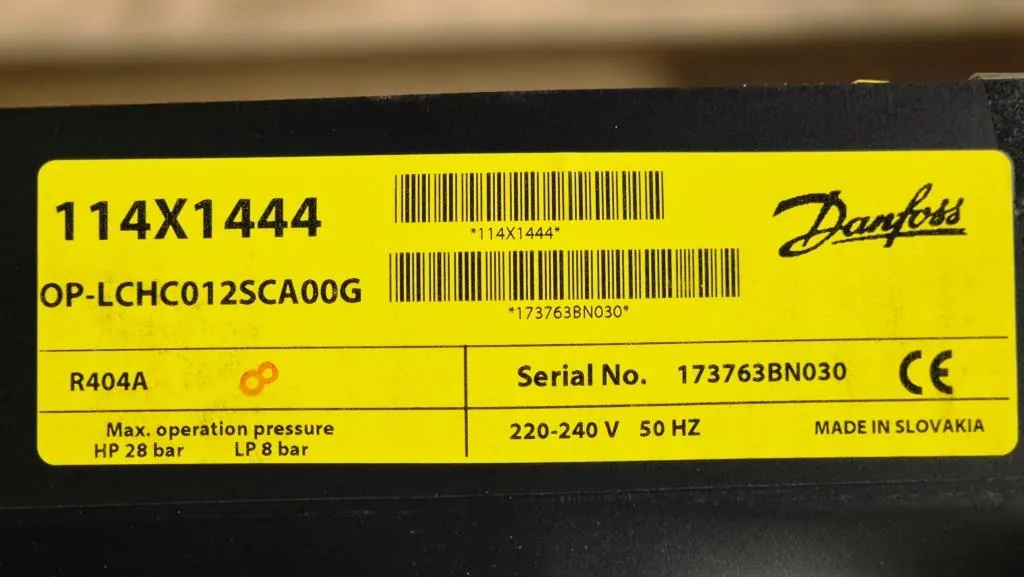 114X1444
*114X1444*
Danfoss
OP-LCHC012SCA00G
*173763BN030*
R404A
8
Serial No. 173763BN030
CE
Max. operation pressure
HP 28 bar LP 8 bar
220-240 V 50 HZ
MADE IN SLOVAKIA